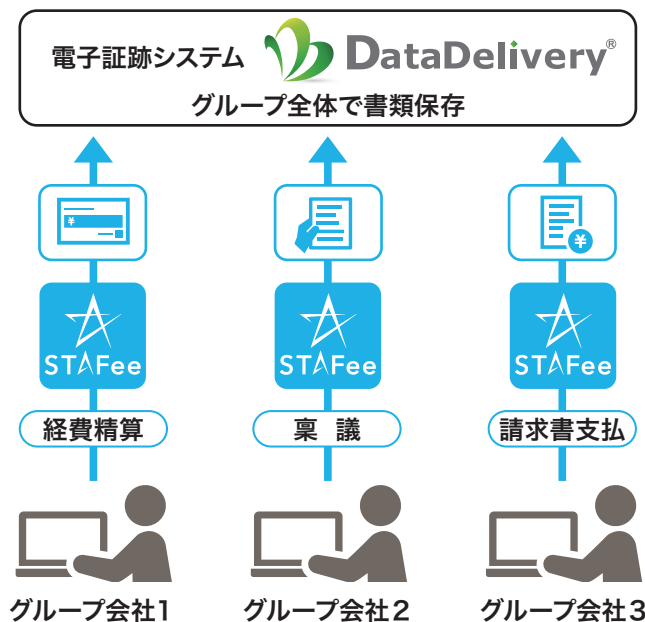 電子証跡システム DataDelivery®
グループ全体で書類保存
¥
¥
STAFee
STAFee
STAFee
経費精算
稟 議
請求書支払
グループ会社1
グループ会社2
グループ会社3